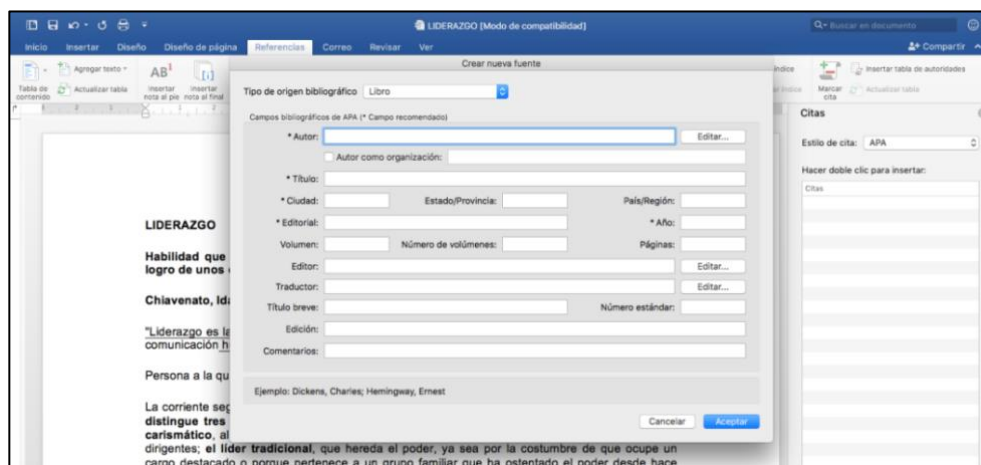 LIDERAZGO [Modo de compatibilidad]
Buscar en documento
Inicio Insertar Diseño Diseño de página Referencias Correo Revisar Ver
Compartir
Tabla de contenido
Agregar texto
Actualizar tabla
AB1
Insertar nota al pie
[i]
Insertar nota al final
índice
índice
Marcar cita
Insertar tabla de autoridades
Actualizar tabla
Crear nueva fuente
Tipo de origen bibliográfico Libro
Campos bibliográficos de APA (* Campo recomendado)
* Autor: Editar...
Autor como organización:
* Título:
* Ciudad: Estado/Provincia: País/Región:
* Editorial: * Año:
Volumen: Número de volúmenes: Páginas:
Editor: Editar...
Traductor: Editar...
Título breve: Número estándar:
Edición:
Comentarios:
Ejemplo: Dickens, Charles; Hemingway, Ernest
Cancelar Aceptar
Citas
Estilo de cita: APA
Hacer doble clic para insertar:
Citas
LIDERAZGO
Habilidad que
logro de unos
Chiavenato, Ida
"Liderazgo es la
comunicación h
Persona a la qu
La corriente seg
distingue tres
carismático, al
dirigentes; el líder tradicional, que hereda el poder, ya sea por la costumbre de que ocupe un
cargo destacado o porque pertenece a un grupo familiar que ha ostentado el poder desde hace